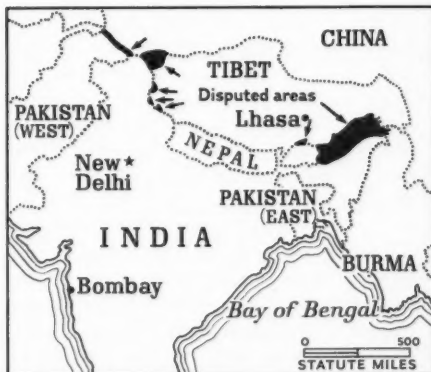 CHINA
TIBET
Disputed areas
PAKISTAN
(WEST)
Lhasa
NEPAL
New
Delhi
PAKISTAN
(EAST)
INDIA
BURMA
Bombay
Bay of Bengal
0 500
STATUTE MILES